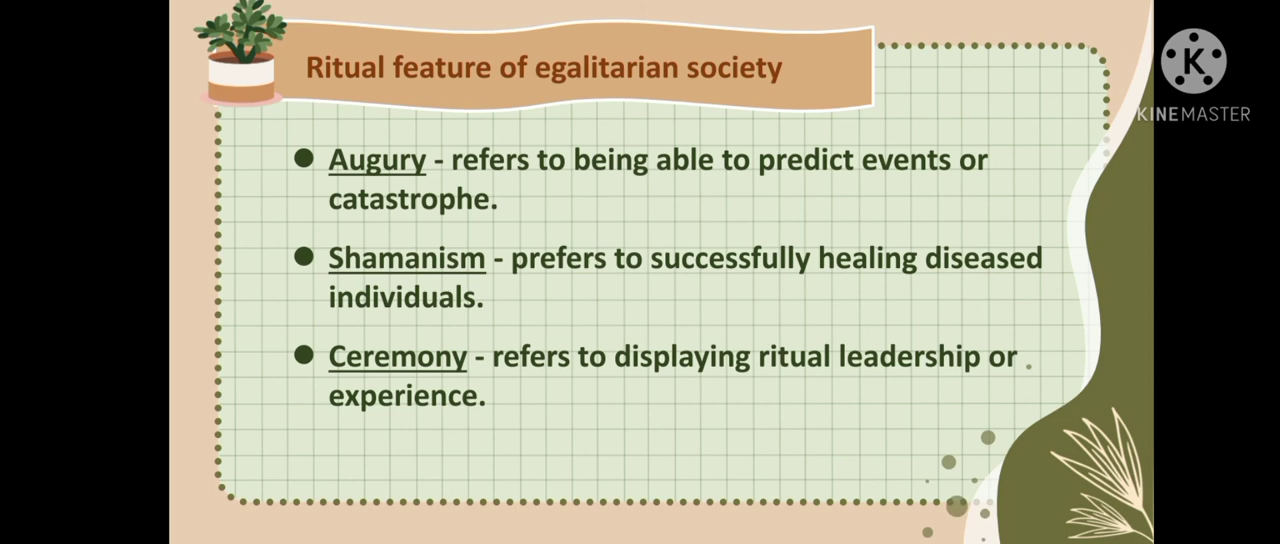 Ritual feature of egalitarian society
K
KINEMASTER
● Augury - refers to being able to predict events or
catastrophe.
● Shamanism - prefers to successfully healing diseased
individuals.
● Ceremony - refers to displaying ritual leadership or
experience.